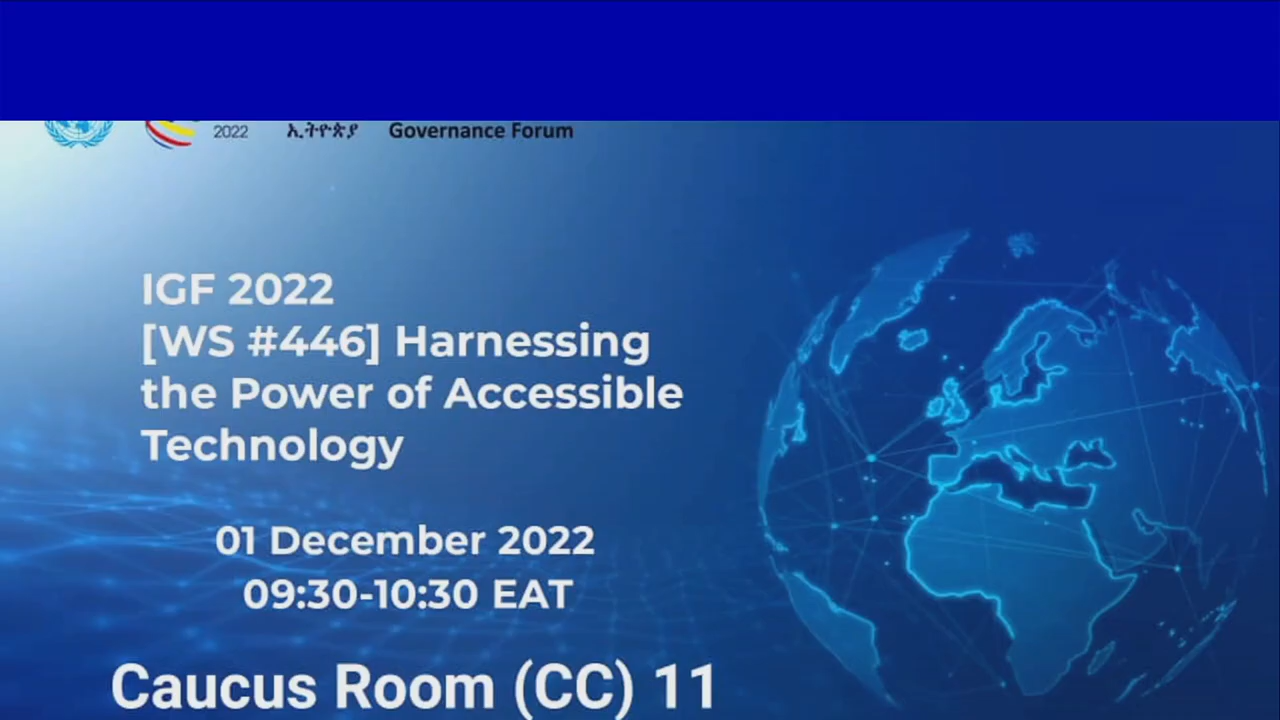 2022 ኢትዮጵያ Governance Forum
IGF 2022
[WS #446] Harnessing
the Power of Accessible
Technology
01 December 2022
09:30-10:30 EAT
Caucus Room (CC) 11